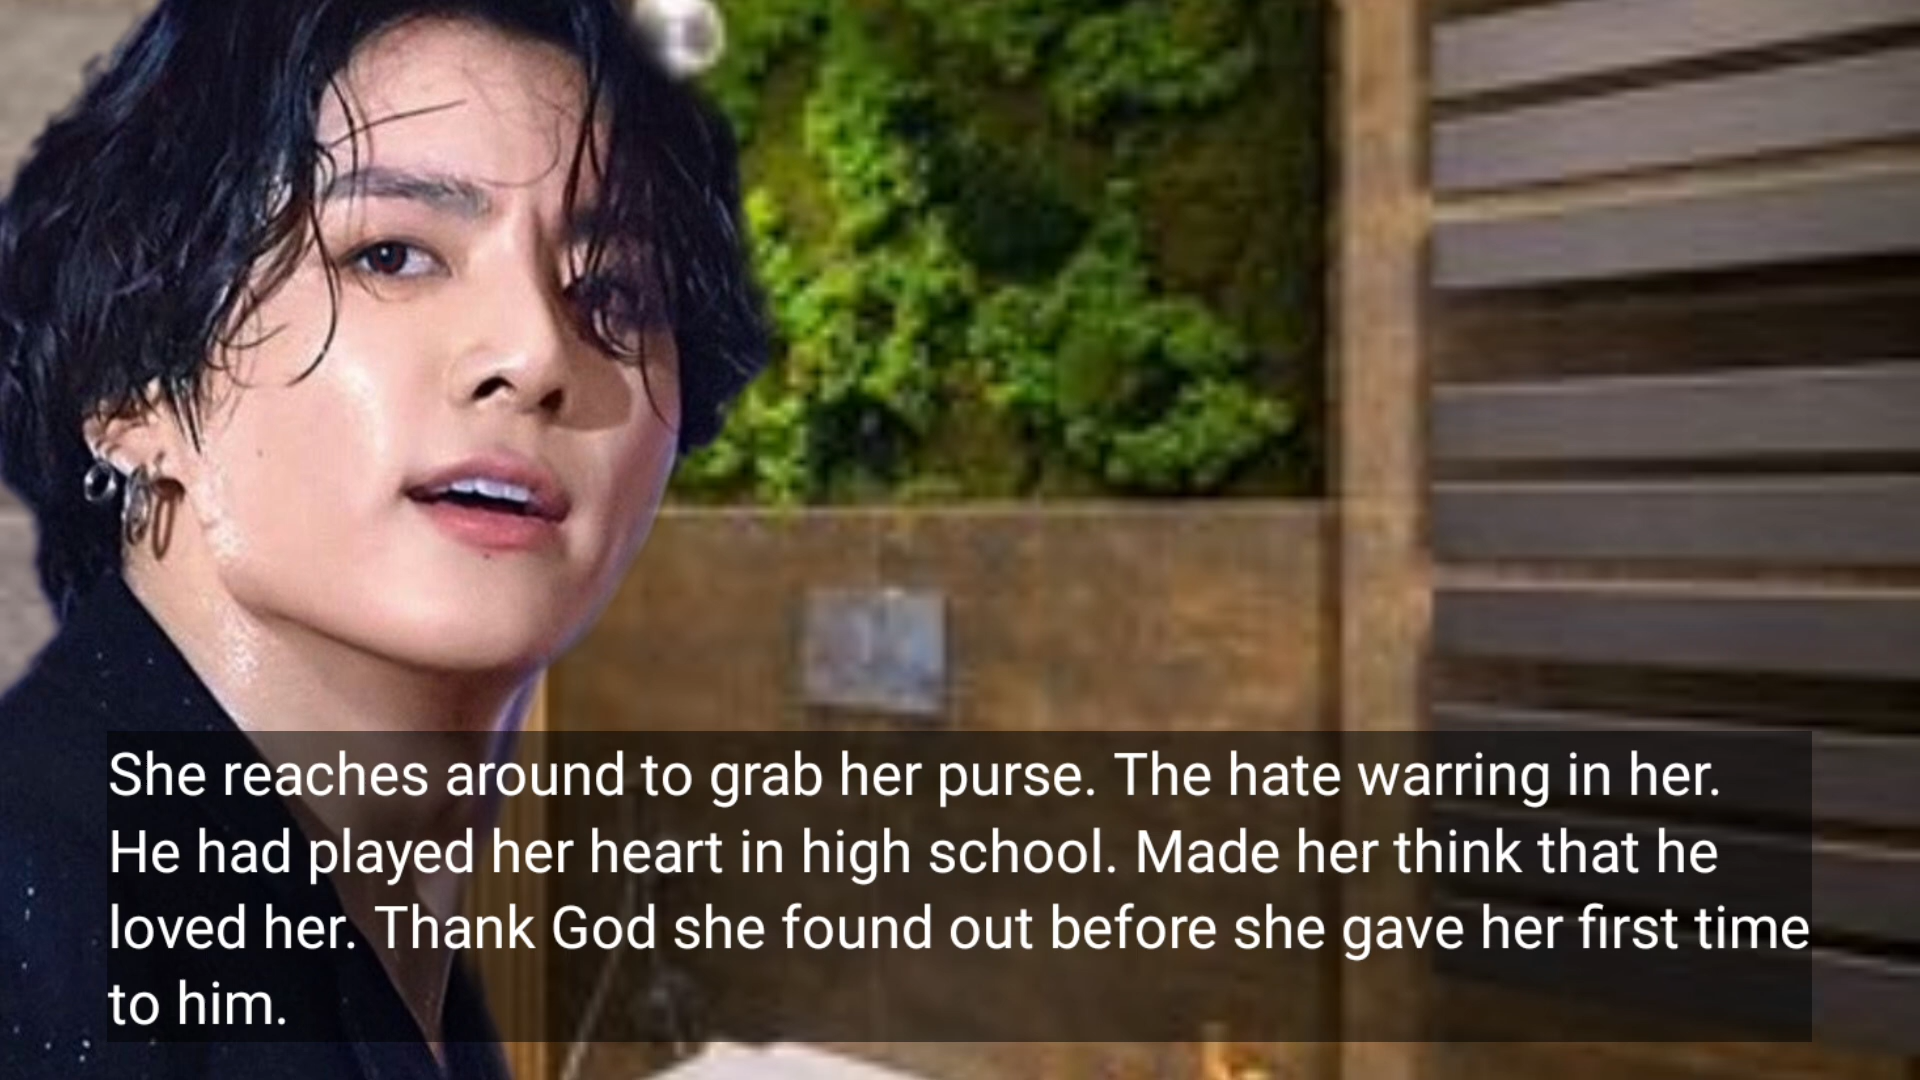 She reaches around to grab her purse. The hate warring in her.
He had played her heart in high school. Made her think that he
loved her. Thank God she found out before she gave her first time
to him.